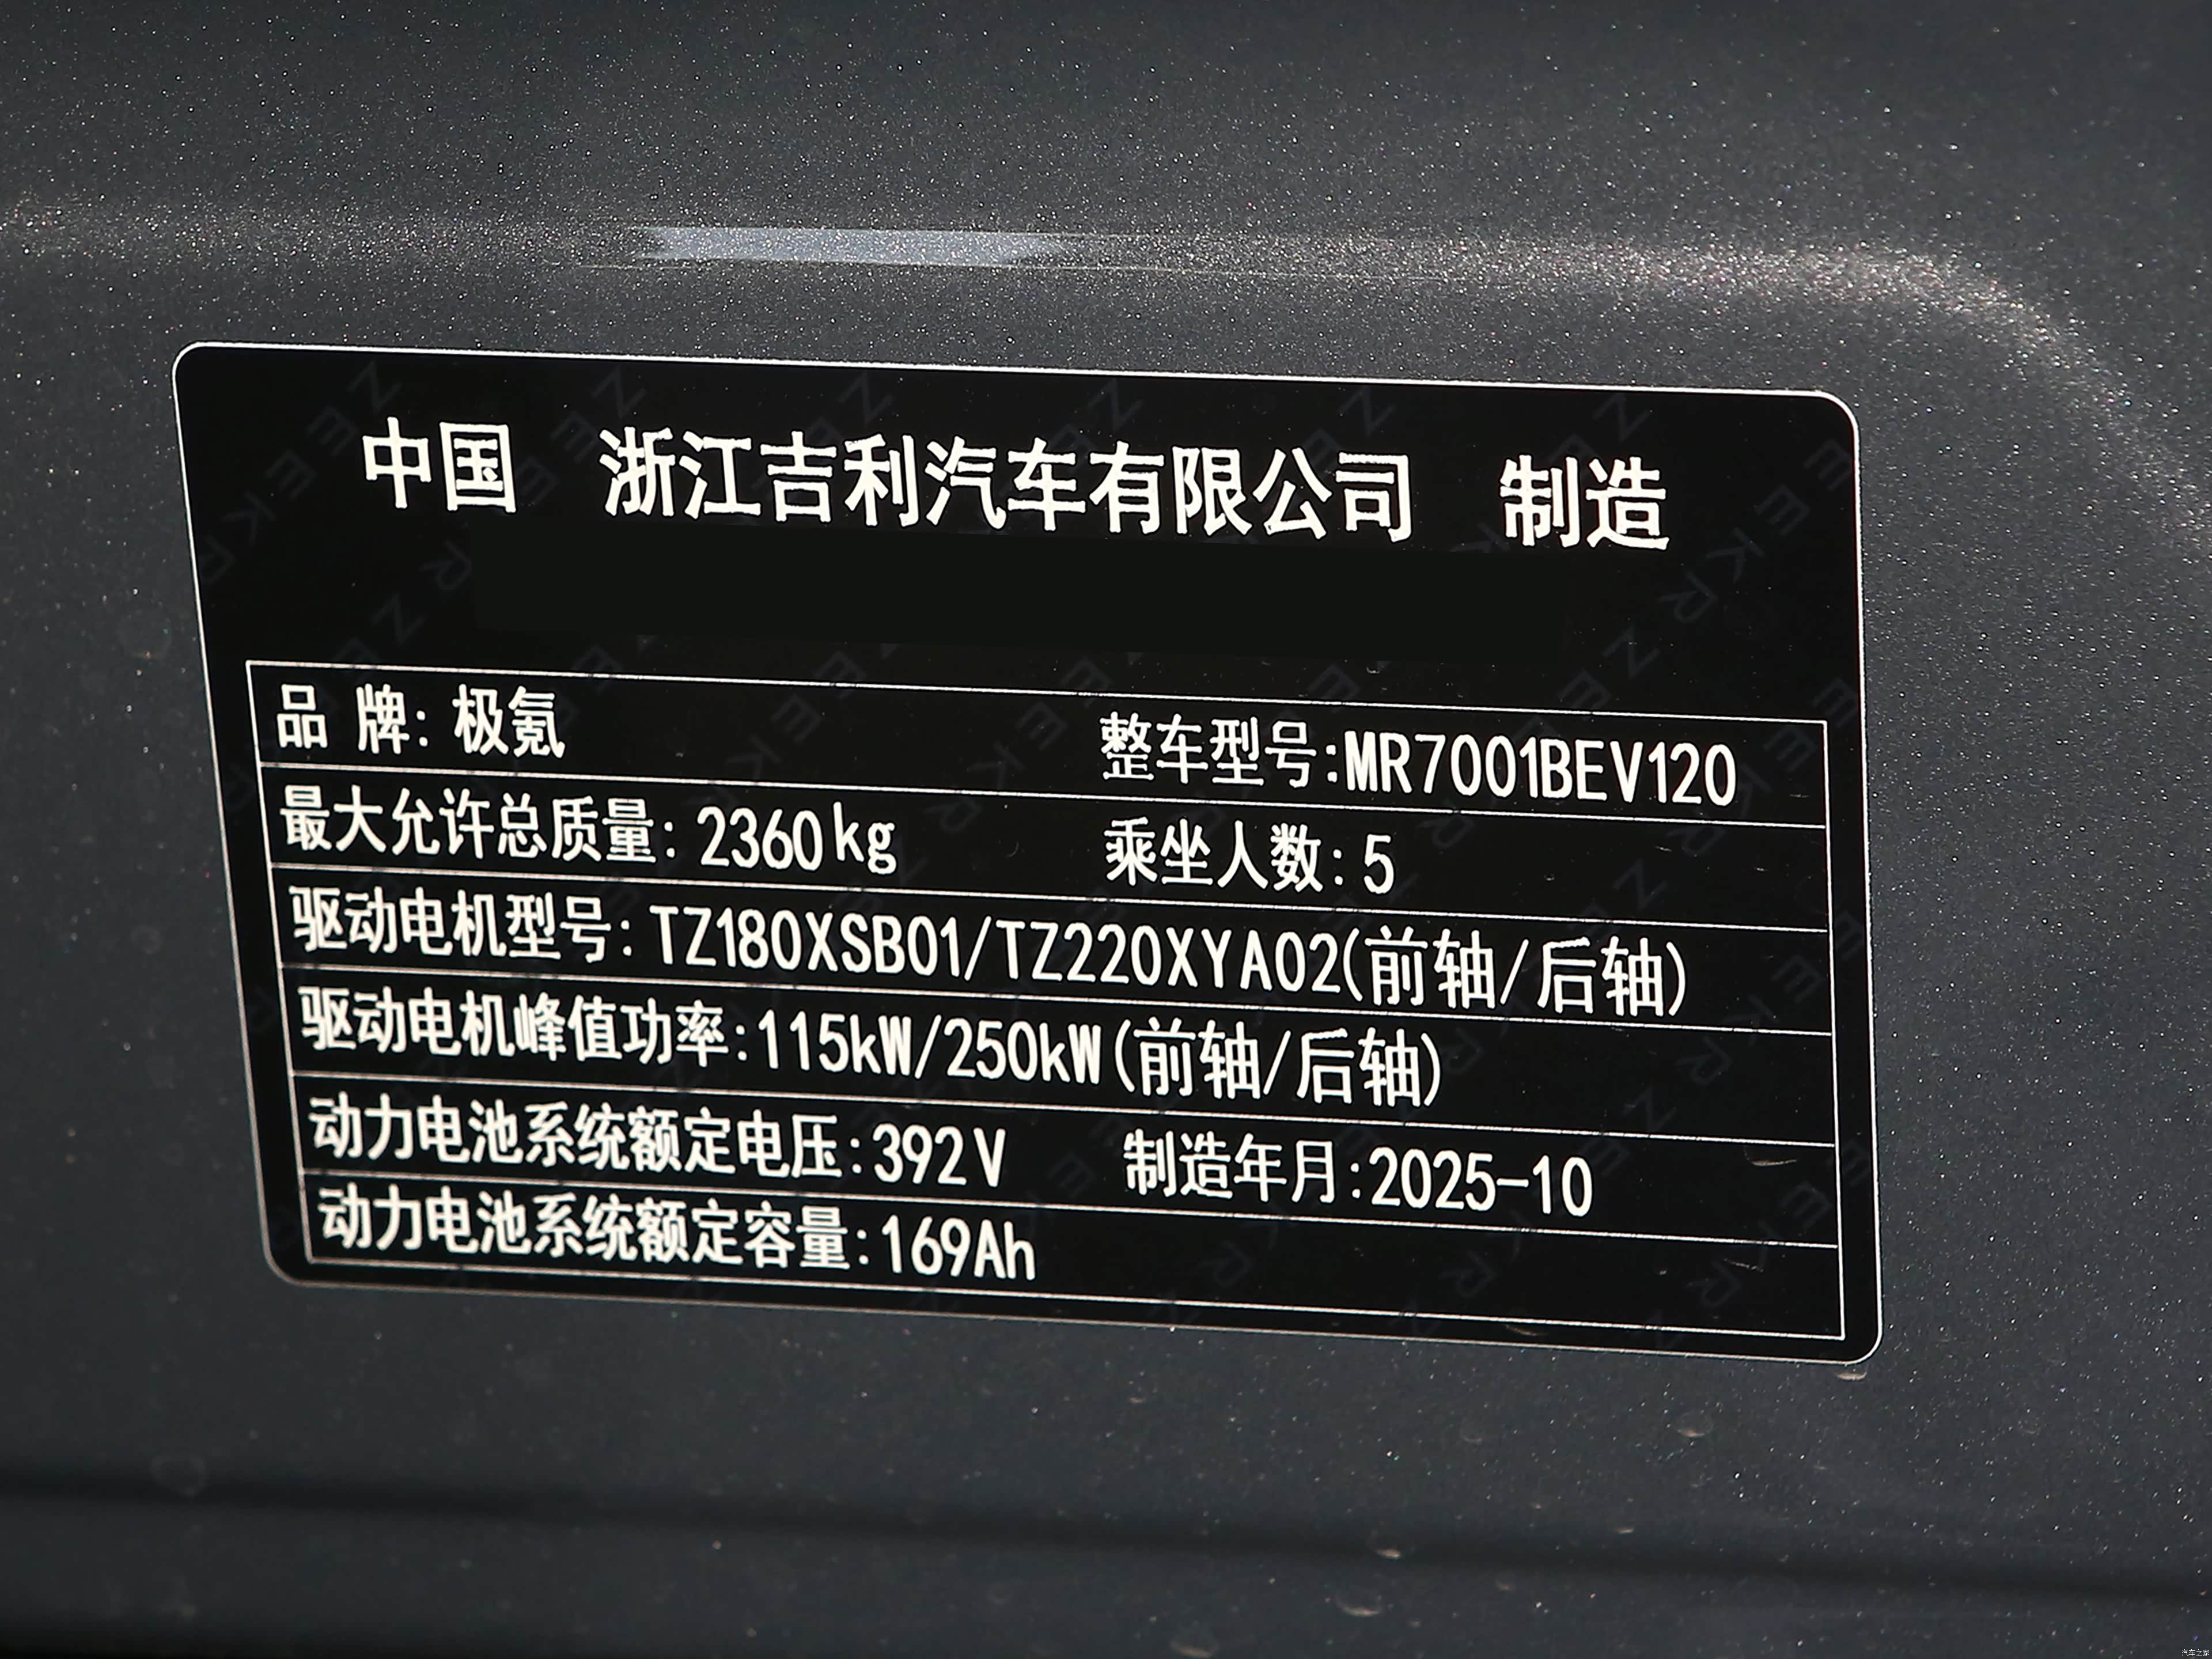 中国 浙江吉利汽车有限公司 制造
品 牌: 极氪 整车型号:MR7001BEV120
最大允许总质量: 2360kg 乘坐人数: 5
驱动电机型号: TZ180XSB01/TZ220XYA02(前轴/后轴)
驱动电机峰值功率:115kW/250kW(前轴/后轴)
动力电池系统额定电压:392V 制造年月:2025-10
动力电池系统额定容量:169Ah
汽车之家